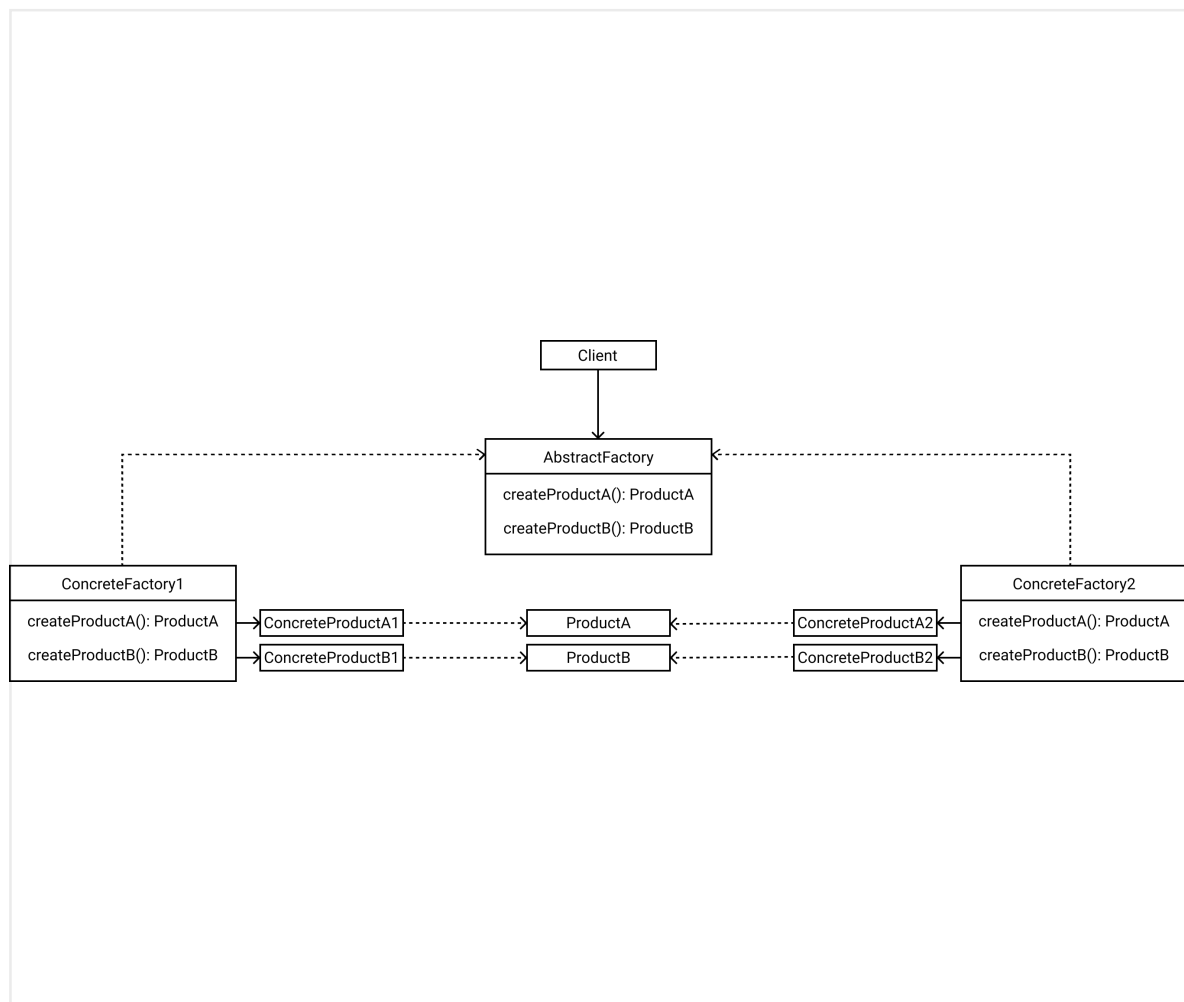 Client
AbstractFactory
createProductA(): ProductA
createProductB(): ProductB
ConcreteFactory1
createProductA(): ProductA
createProductB(): ProductB
ConcreteProductA1
ConcreteProductB1
ProductA
ProductB
ConcreteProductA2
ConcreteProductB2
ConcreteFactory2
createProductA(): ProductA
createProductB(): ProductB